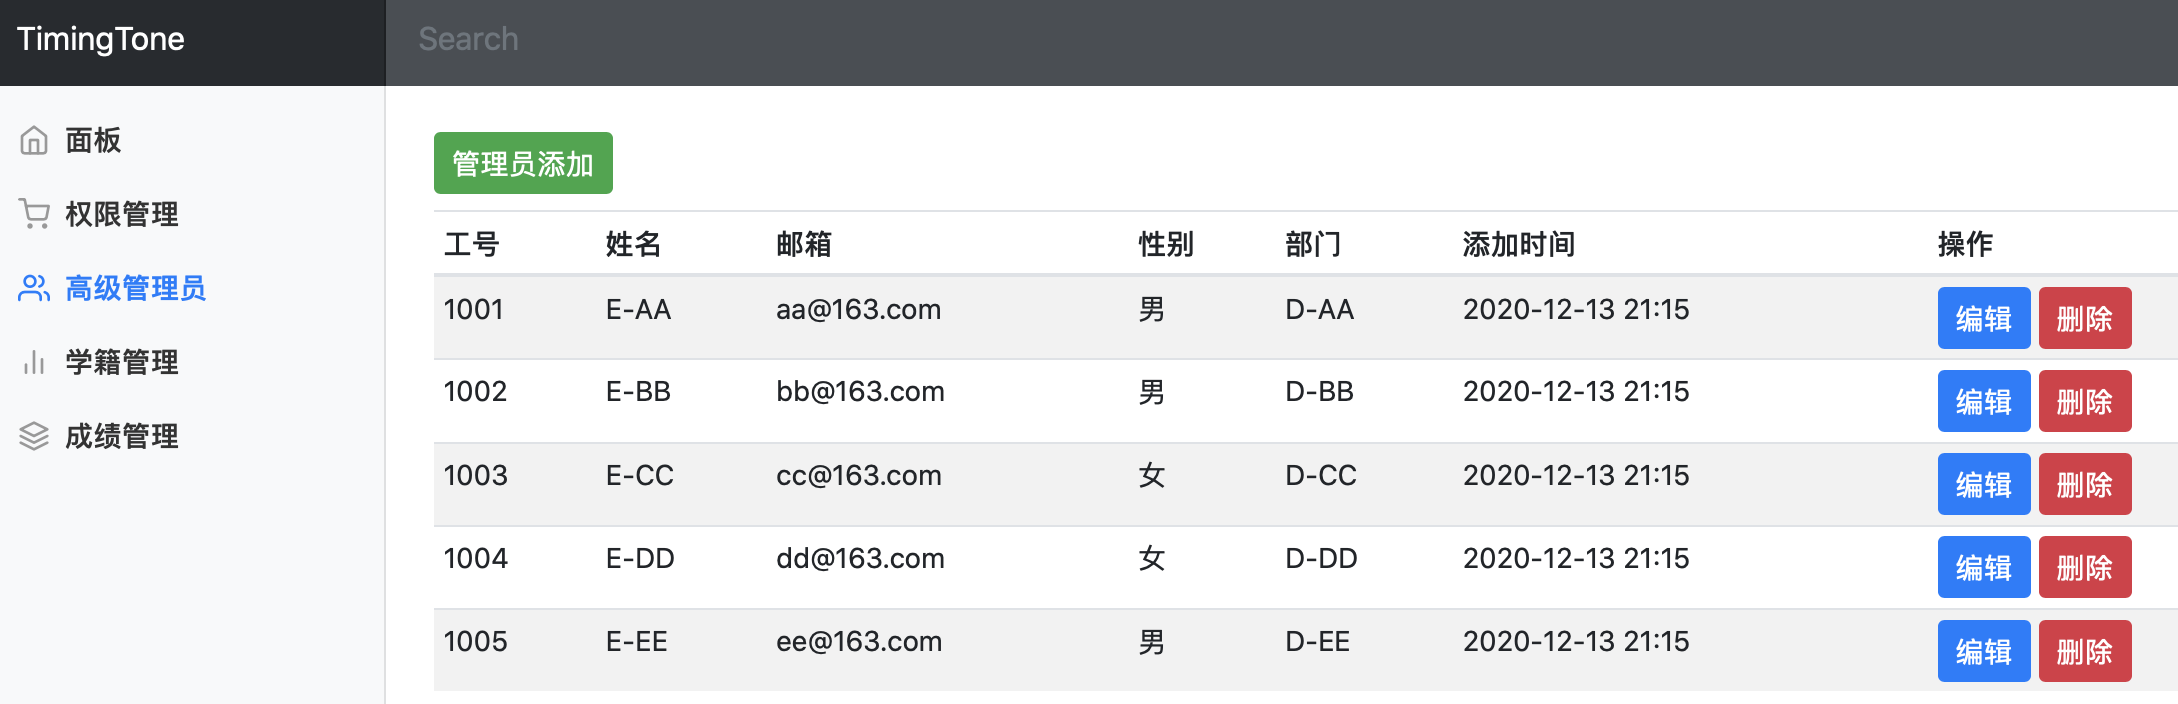 TimingTone
Search
面板
权限管理
高级管理员
学籍管理
成绩管理
管理员添加
工号 姓名 邮箱 性别 部门 添加时间 操作
1001 E-AA aa@163.com 男 D-AA 2020-12-13 21:15 编辑 删除
1002 E-BB bb@163.com 男 D-BB 2020-12-13 21:15 编辑 删除
1003 E-CC cc@163.com 女 D-CC 2020-12-13 21:15 编辑 删除
1004 E-DD dd@163.com 女 D-DD 2020-12-13 21:15 编辑 删除
1005 E-EE ee@163.com 男 D-EE 2020-12-13 21:15 编辑 删除